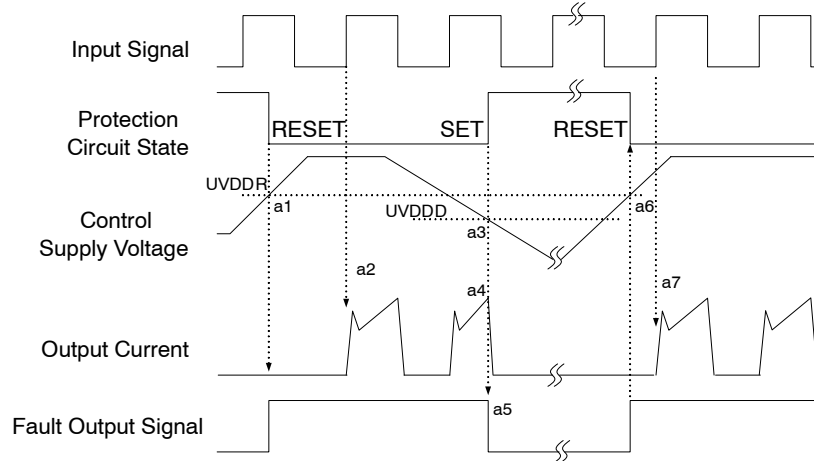 Input Signal
Protection
Circuit State
RESET
SET
RESET
UVDDR
a1
a6
UVDDD
a3
Control
Supply Voltage
a2
a4
a7
Output Current
a5
Fault Output Signal